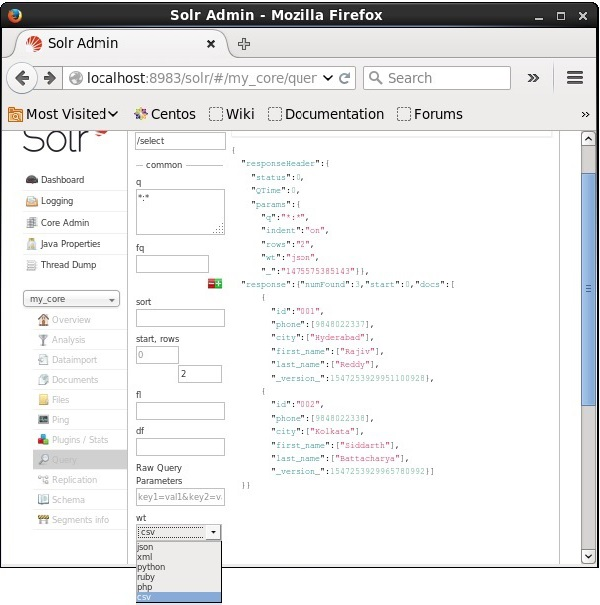 Solr Admin - Mozilla Firefox
Solr Admin
localhost:8983/solr/#/my_core/quer
Search
Most Visited
Centos
Wiki
Documentation
Forums
Solr
Dashboard
Logging
Core Admin
Java Properties
Thread Dump
my_core
Overview
Analysis
Dataimport
Documents
Files
Ping
Plugins / Stats
Query
Replication
Schema
Segments info
/select
common
q
*:*
fq
sort
start, rows
0
2
fl
df
Raw Query
Parameters
key1=val1&key2=v
wt
csv
json
xml
python
ruby
php
csv
{
"responseHeader":{
"status":0,
"QTime":0,
"params":{
"q":"*:*",
"indent":"on",
"rows":"2",
"wt":"json",
"_":"1475575385143"}},
"response":{"numFound":3,"start":0,"docs":[
{
"id":"001",
"phone":[9848022337],
"city":["Hyderabad"],
"first_name":["Rajiv"],
"last_name":["Reddy"],
"_version_":1547253929951100928},
{
"id":"002",
"phone":[9848022338],
"city":["Kolkata"],
"first_name":["Siddarth"],
"last_name":["Battacharya"],
"_version_":1547253929965780992}]
}}